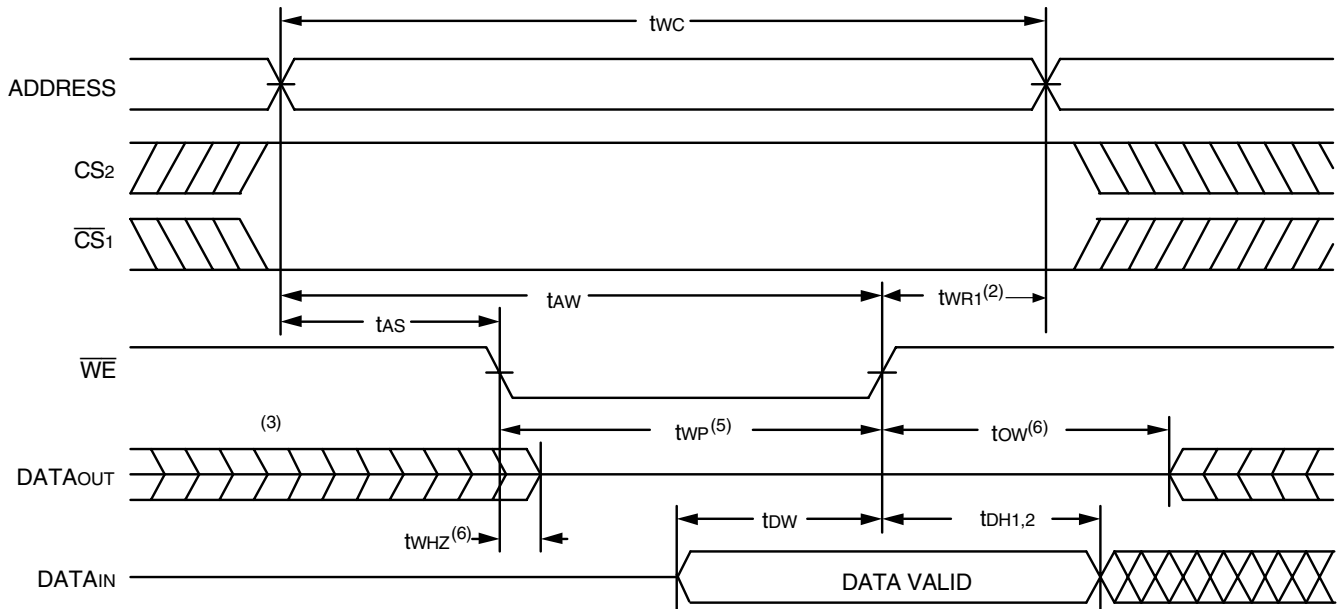 tWC
ADDRESS
CS2
CS1
tAW
tWR1(2)
tAS
WE
(3)
tWP(5)
tOW(6)
DATAOUT
tDW
tDH1,2
tWHZ(6)
DATAIN
DATA VALID